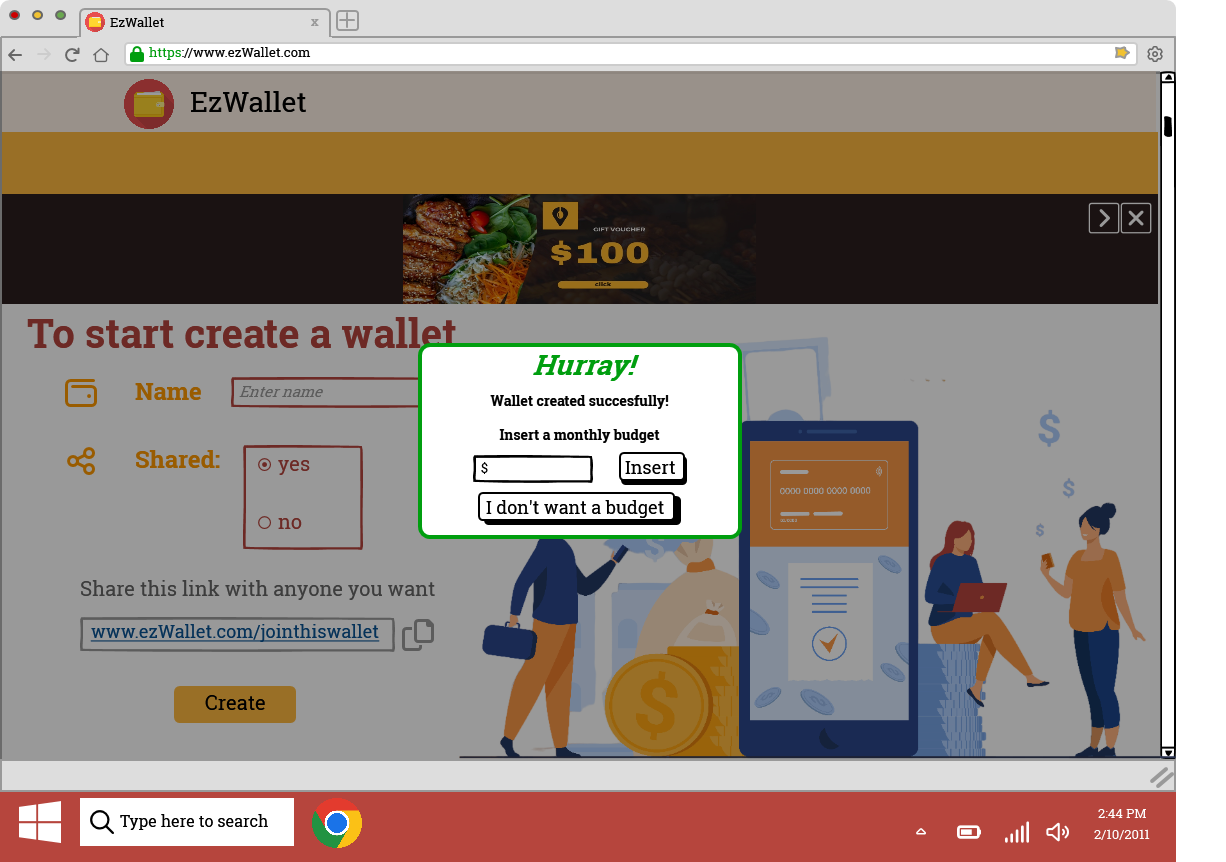 EzWallet
x
https://www.ezWallet.com
EzWallet
GIFT VOUCHER
$100
click
To start create a wallet
Name
Enter name
Shared:
yes
no
Hurray!
Wallet created succesfully!
Insert a monthly budget
$
Insert
I don't want a budget
0000 0000 0000 0000
$
$
$
$
Share this link with anyone you want
www.ezWallet.com/jointhiswallet
Create
Type here to search
2:44 PM
2/10/2011